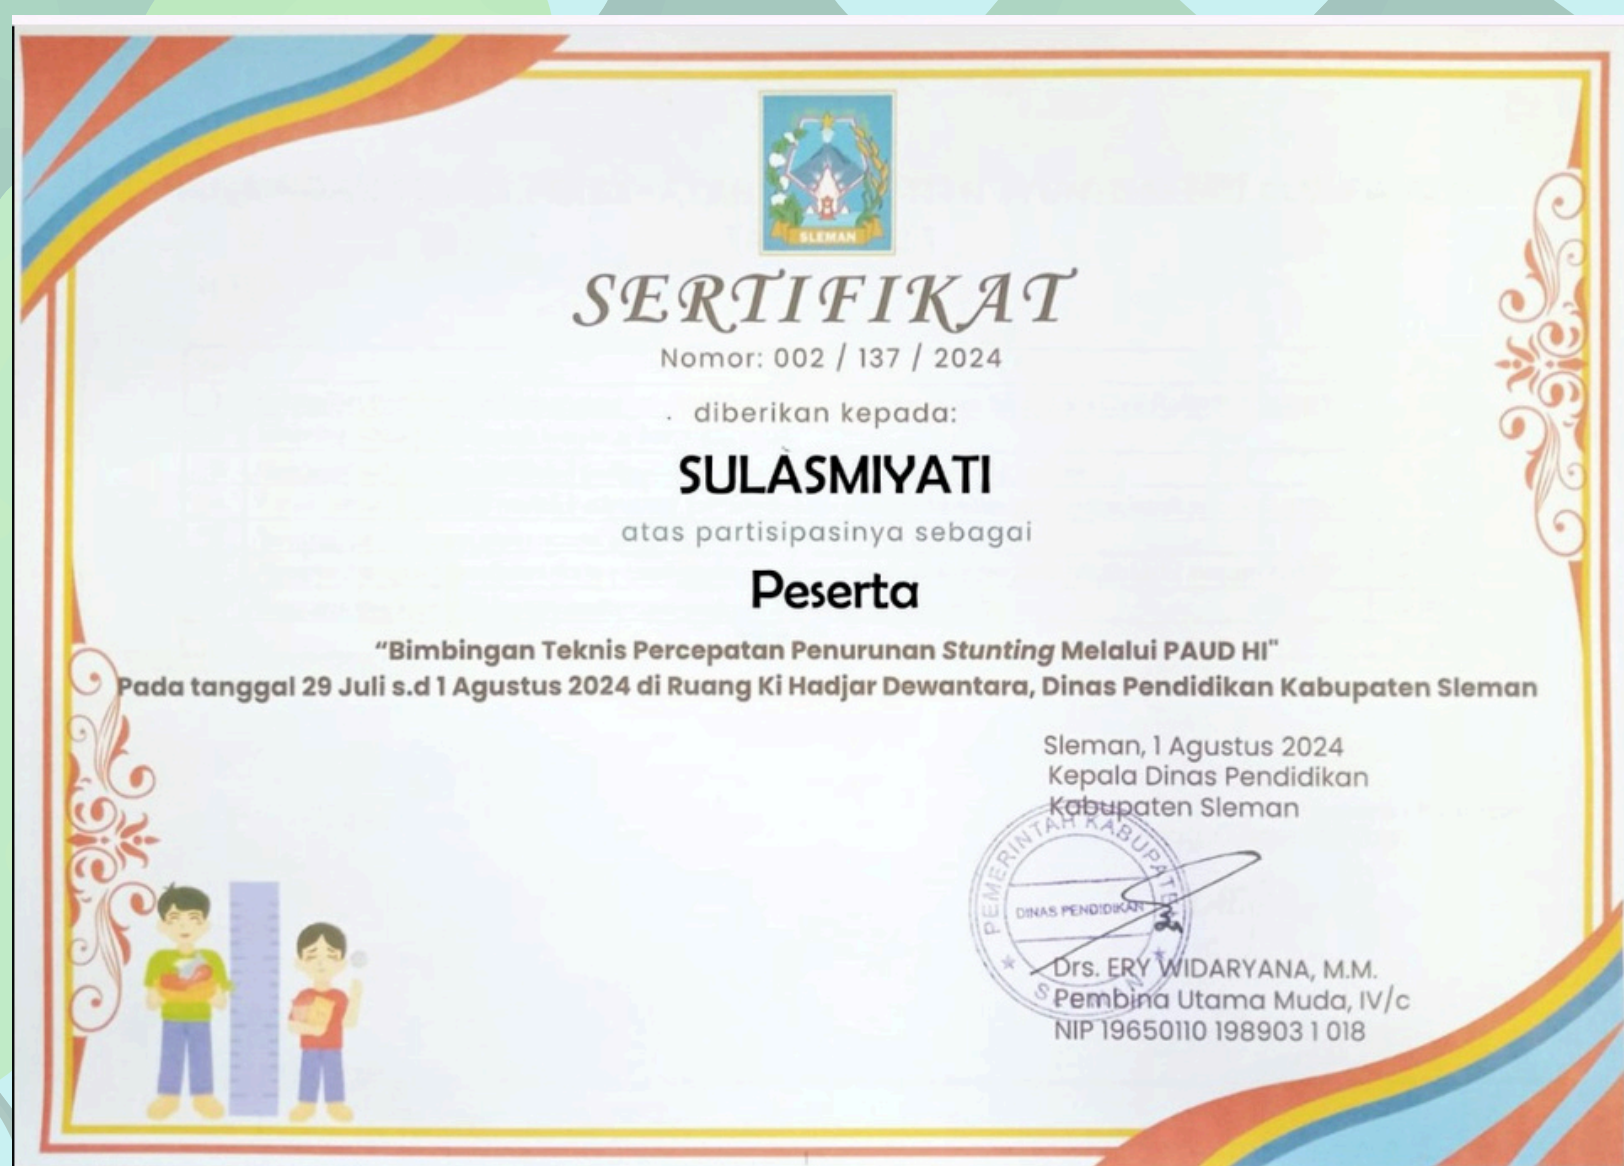 SLEMAN
SERTIFIKAT
Nomor: 002 / 137 / 2024
diberikan kepada:
SULASMIYATI
atas partisipasinya sebagai
Peserta
“Bimbingan Teknis Percepatan Penurunan Stunting Melalui PAUD HI"
Pada tanggal 29 Juli s.d 1 Agustus 2024 di Ruang Ki Hadjar Dewantara, Dinas Pendidikan Kabupaten Sleman
Sleman, 1 Agustus 2024
Kepala Dinas Pendidikan
Kabupaten Sleman
PEMERINTAH KABUPATEN
DINAS PENDIDIKAN
SLEMAN
Drs. ERY WIDARYANA, M.M.
Pembina Utama Muda, IV/c
NIP 19650110 198903 1 018